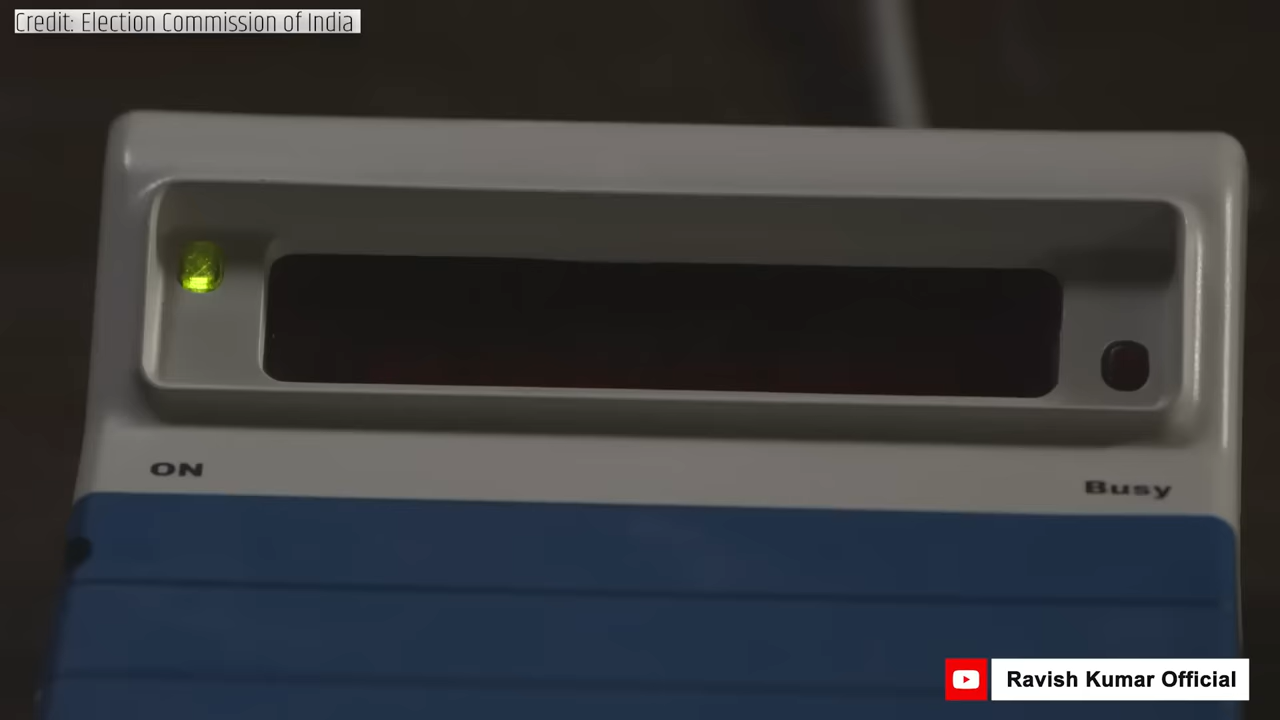 Credit: Election Commission of India
ON
Busy
Ravish Kumar Official